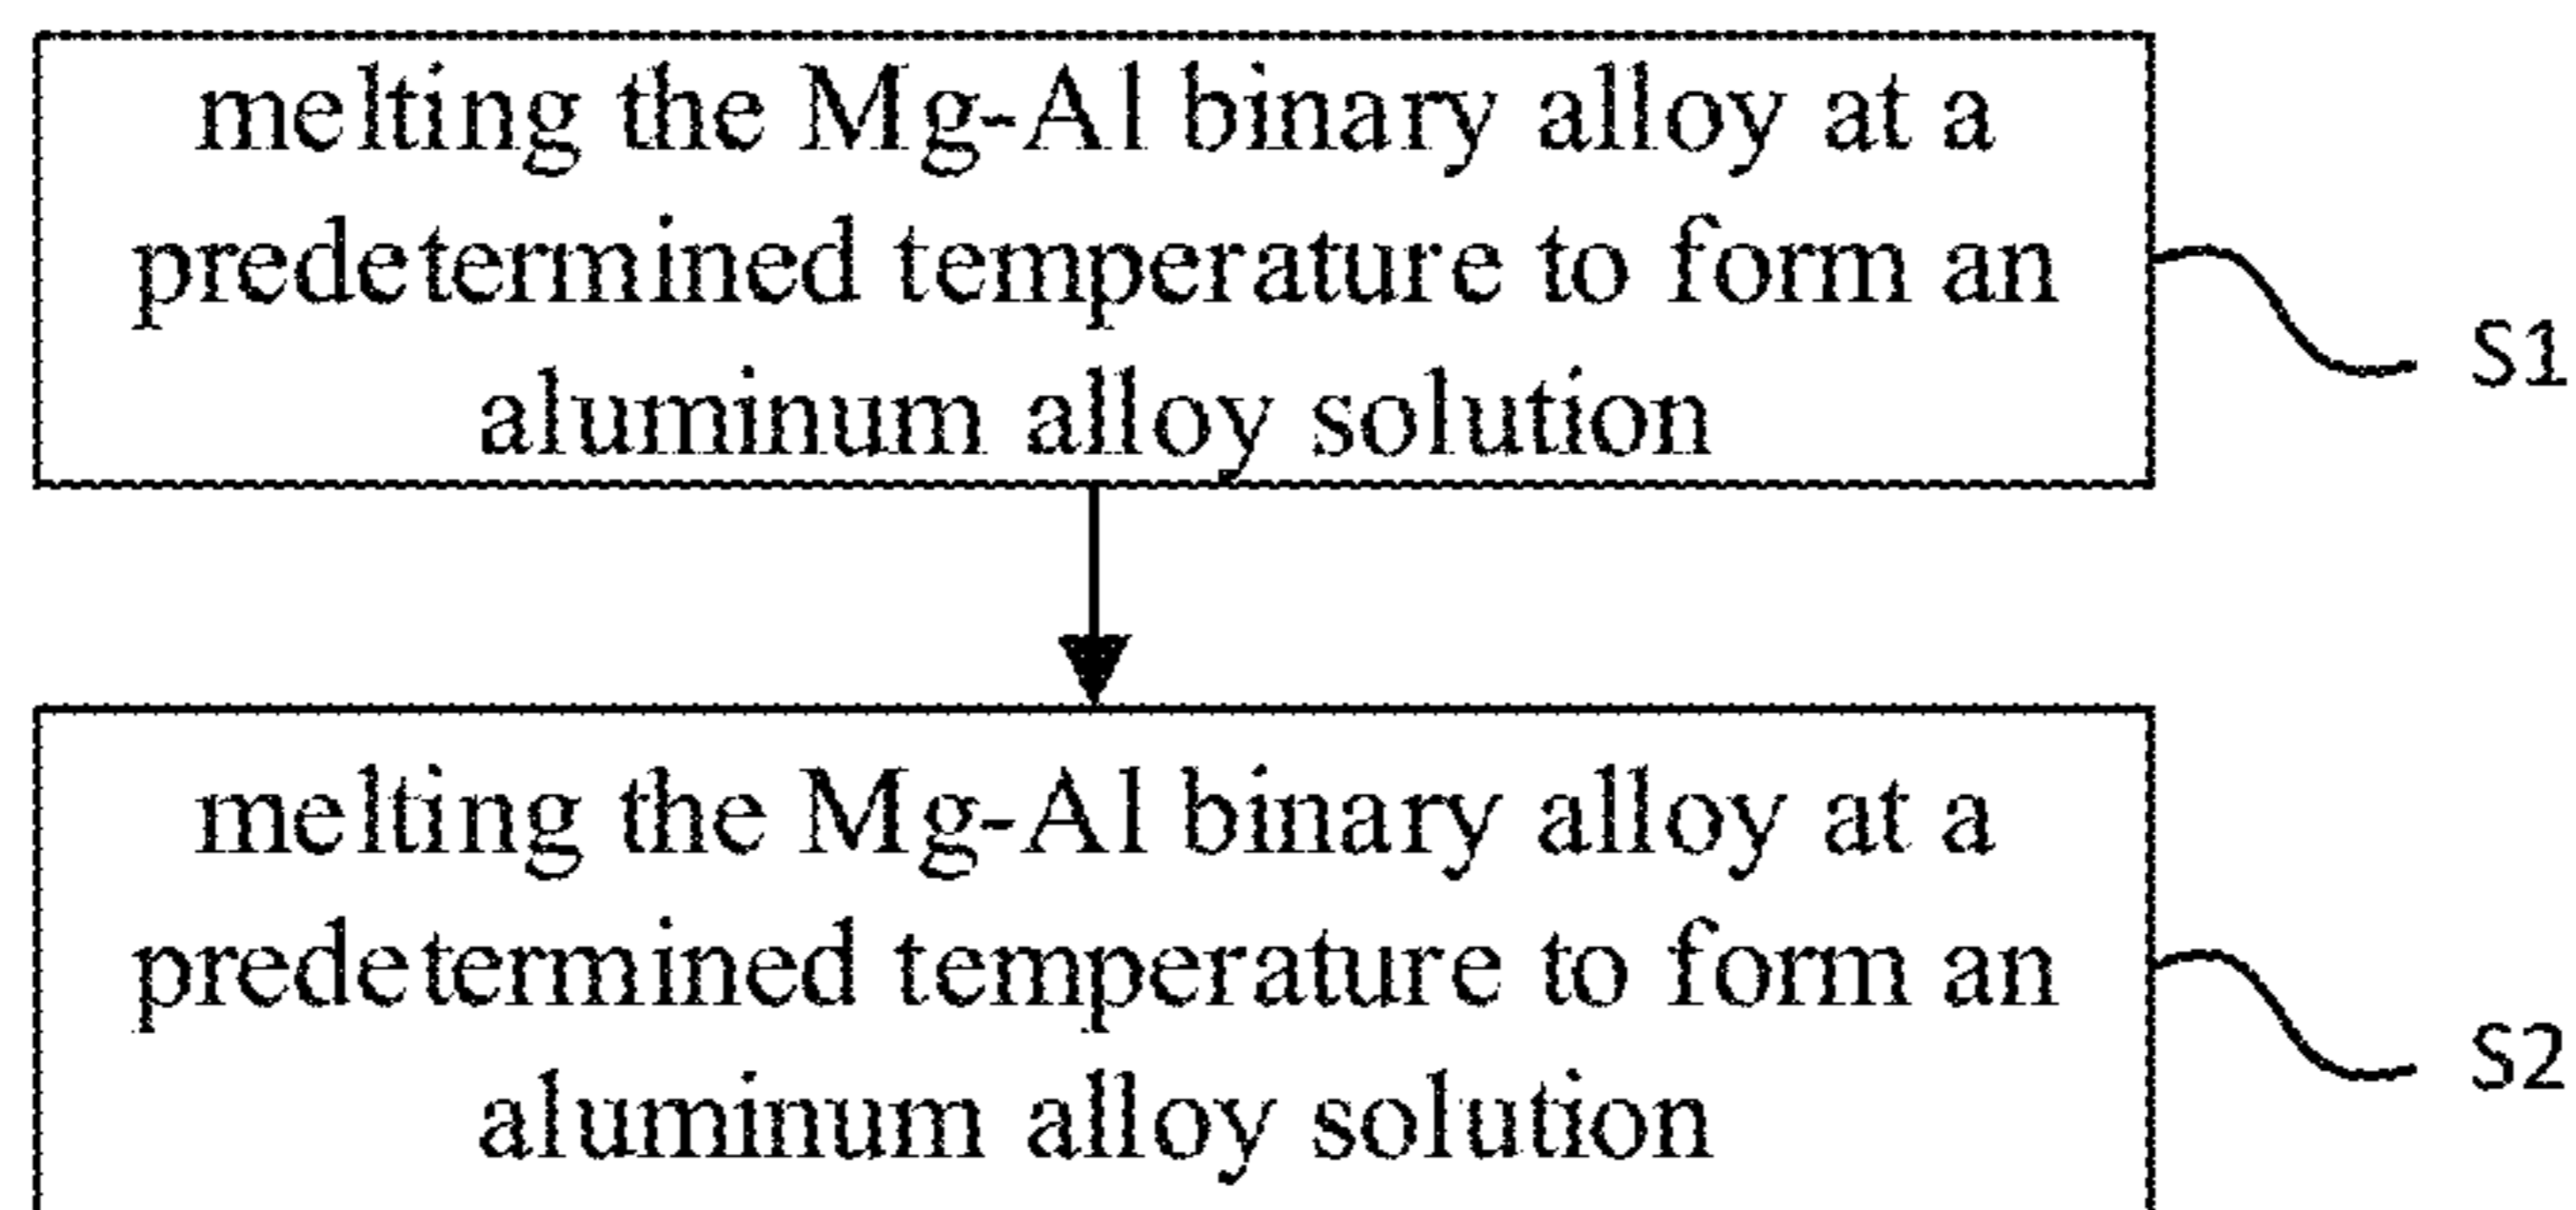 melting the Mg-Al binary alloy at a
predetermined temperature to form an
aluminum alloy solution
S1
melting the Mg-Al binary alloy at a
predetermined temperature to form an
aluminum alloy solution
S2